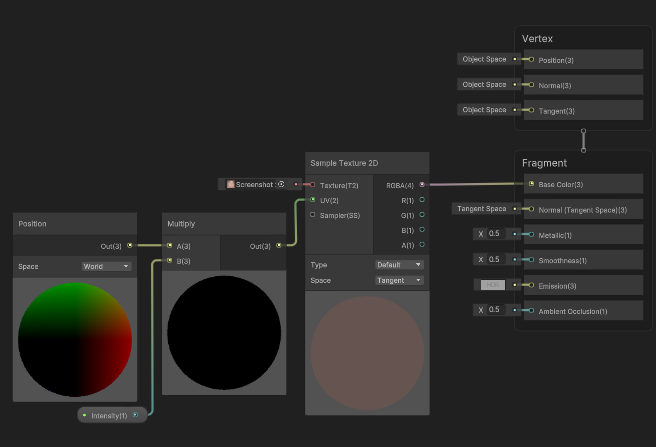 Vertex
Object Space
Position(3)
Object Space
Normal(3)
Object Space
Tangent(3)
Fragment
Base Color(3)
Tangent Space
Normal (Tangent Space)(3)
X 0.5
Metallic(1)
X 0.5
Smoothness(1)
HDR
Emission(3)
X 0.5
Ambient Occlusion(1)
Sample Texture 2D
Screenshot :
Texture(T2)
RGBA(4)
UV(2)
R(1)
Sampler(SS)
G(1)
B(1)
A(1)
Type
Default
Space
Tangent
Position
Out(3)
Space
World
Multiply
A(3)
Out(3)
B(3)
Intensity(1)